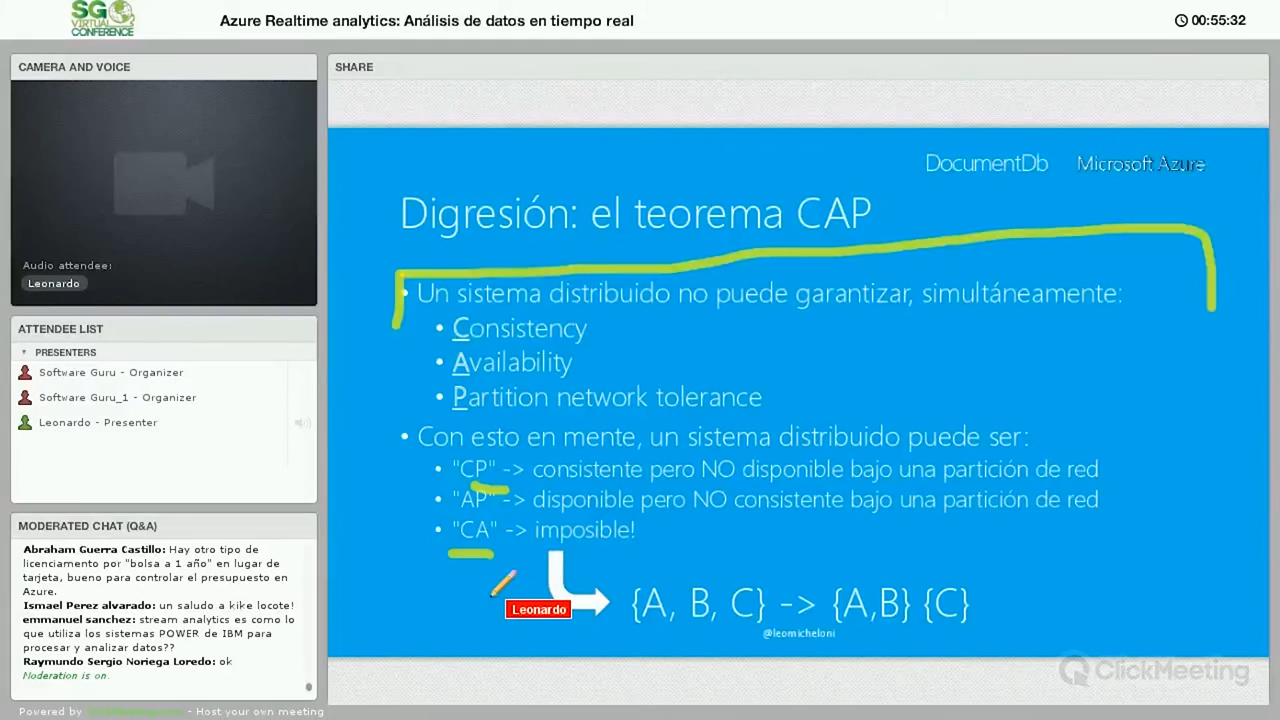 SG
VIRTUAL
CONFERENCE
Azure Realtime analytics: Análisis de datos en tiempo real
00:55:32
CAMERA AND VOICE
Audio attendee:
Leonardo
ATTENDEE LIST
PRESENTERS
Software Guru - Organizer
Software Guru_1 - Organizer
Leonardo - Presenter
MODERATED CHAT (Q&A)
Abraham Guerra Castillo: Hay otro tipo de
licenciamiento por "bolsa a 1 año" en lugar de
tarjeta, bueno para controlar el presupuesto en
Azure.
Ismael Perez alvarado: un saludo a kike locote!
emmanuel sanchez: stream analytics es como lo
que utiliza los sistemas POWER de IBM para
procesar y analizar datos??
Raymundo Sergio Noriega Loredo: ok
Moderation is on.
Powered by ClickMeeting.com - Host your own meeting
SHARE
DocumentDb Microsoft Azure
Digresión: el teorema CAP
• Un sistema distribuido no puede garantizar, simultáneamente:
• Consistency
• Availability
• Partition network tolerance
• Con esto en mente, un sistema distribuido puede ser:
• "CP" -> consistente pero NO disponible bajo una partición de red
• "AP" -> disponible pero NO consistente bajo una partición de red
• "CA" -> imposible!
Leonardo
{A, B, C} -> {A,B} {C}
@leomicheloni
ClickMeeting